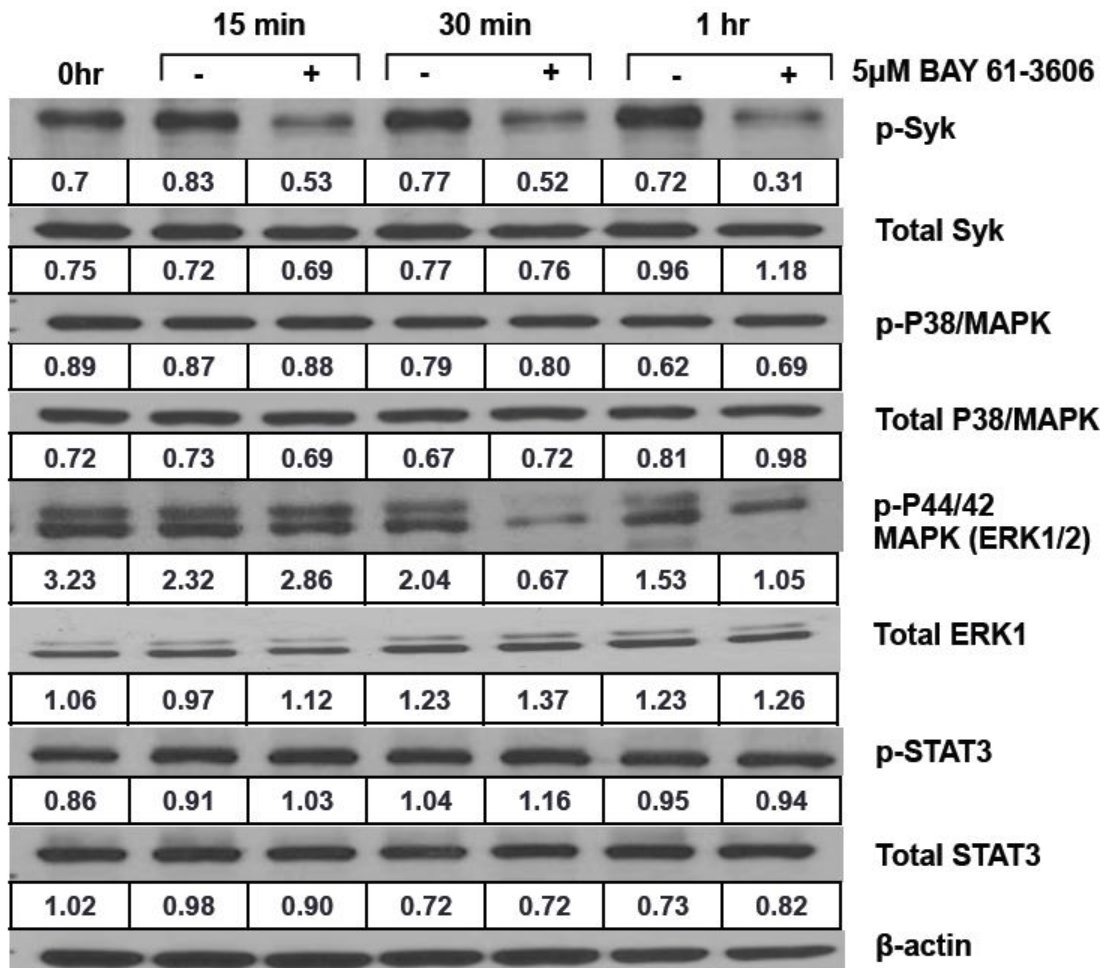 15 min 30 min 1 hr
0hr - + - + - + 5µM BAY 61-3606
p-Syk
0.7 0.83 0.53 0.77 0.52 0.72 0.31
Total Syk
0.75 0.72 0.69 0.77 0.76 0.96 1.18
p-P38/MAPK
0.89 0.87 0.88 0.79 0.80 0.62 0.69
Total P38/MAPK
0.72 0.73 0.69 0.67 0.72 0.81 0.98
p-P44/42
MAPK (ERK1/2)
3.23 2.32 2.86 2.04 0.67 1.53 1.05
Total ERK1
1.06 0.97 1.12 1.23 1.37 1.23 1.26
p-STAT3
0.86 0.91 1.03 1.04 1.16 0.95 0.94
Total STAT3
1.02 0.98 0.90 0.72 0.72 0.73 0.82
β-actin